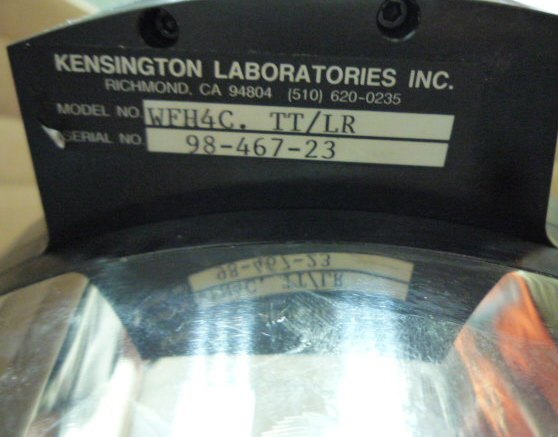 KENSINGTON LABORATORIES INC.
RICHMOND, CA 94804 (510) 620-0235
MODEL NO. WFH4C. TT/LR
SERIAL NO. 98-467-23